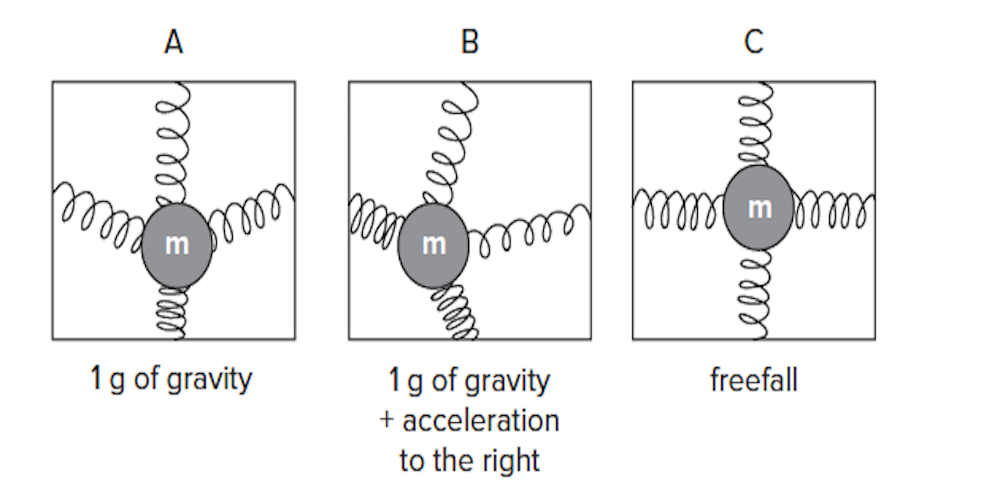 A B C
m m m
1 g of gravity
1 g of gravity
+ acceleration
to the right
freefall